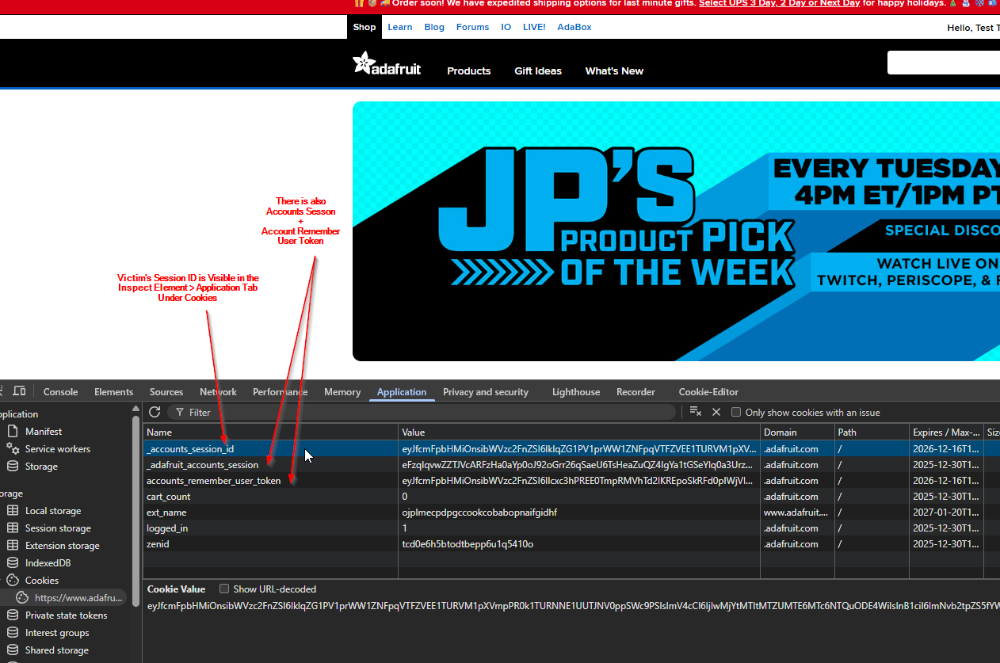 Order soon! We have expedited shipping options for last minute gifts. Select UPS 3 Day, 2 Day or Next Day for happy holidays.
Shop Learn Blog Forums IO LIVE! AdaBox
Hello, Test T
adafruit Products Gift Ideas What's New
JP'S
PRODUCT PICK
OF THE WEEK
EVERY TUESDAY
4PM ET/1PM PT
SPECIAL DISCO
WATCH LIVE ON
TWITCH, PERISCOPE, & F
There is also
Accounts Sesson
+
Account Remember
User Token
Victim's Session ID is Visible in the
Inspect Element > Application Tab
Under Cookies
Console Elements Sources Network Performance Memory Application Privacy and security Lighthouse Recorder Cookie-Editor
pplication
Manifest
Service workers
Storage
orage
Local storage
Session storage
Extension storage
IndexedDB
Cookies
https://www.adafru...
Private state tokens
Interest groups
Shared storage
Filter Only show cookies with an issue
Name Value Domain Path Expires / Max-... Size
_accounts_session_id .adafruit.com / 2026-12-16T1...
_adafruit_accounts_session .adafruit.com / 2025-12-30T1...
accounts_remember_user_token .adafruit.com / 2026-12-16T1...
cart_count 0 .adafruit.com / 2025-12-30T1...
ext_name ojplmecpdpgccookcobabopnaifgidhf www.adafruit.... / 2027-01-20T1...
logged_in 1 .adafruit.com / 2025-12-30T1...
zenid tcd0e6h5btodtbepp6u1q5410o .adafruit.com / 2025-12-30T1...
Cookie Value Show URL-decoded